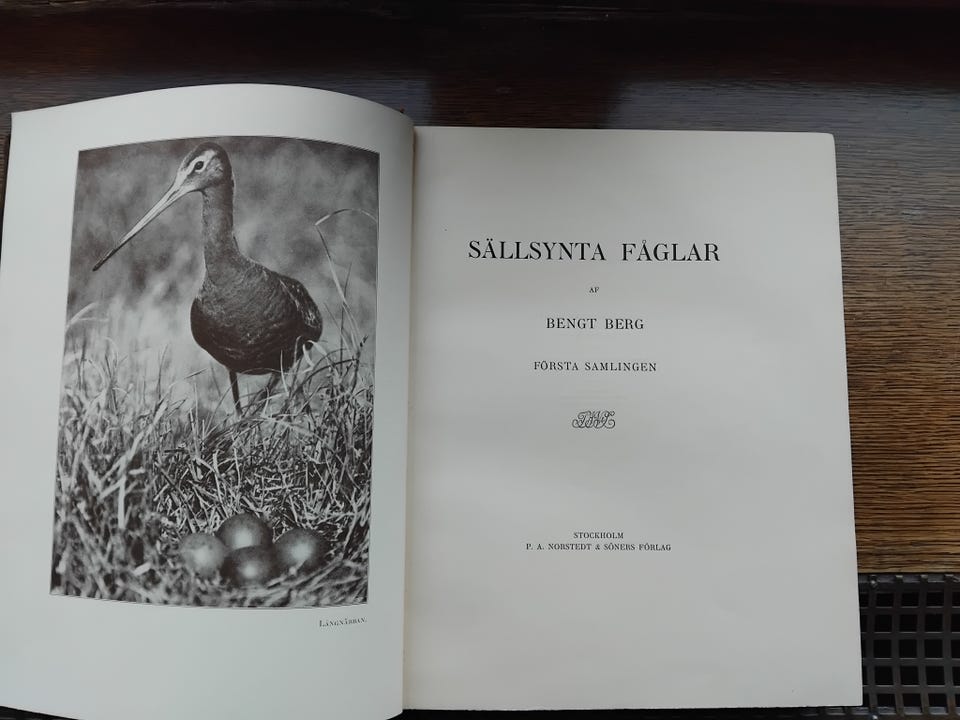 LÅNGNÄBBAN.
SÄLLSYNTA FÅGLAR
AF
BENGT BERG
FÖRSTA SAMLINGEN
STOCKHOLM
P. A. NORSTEDT & SÖNERS FÖRLAG